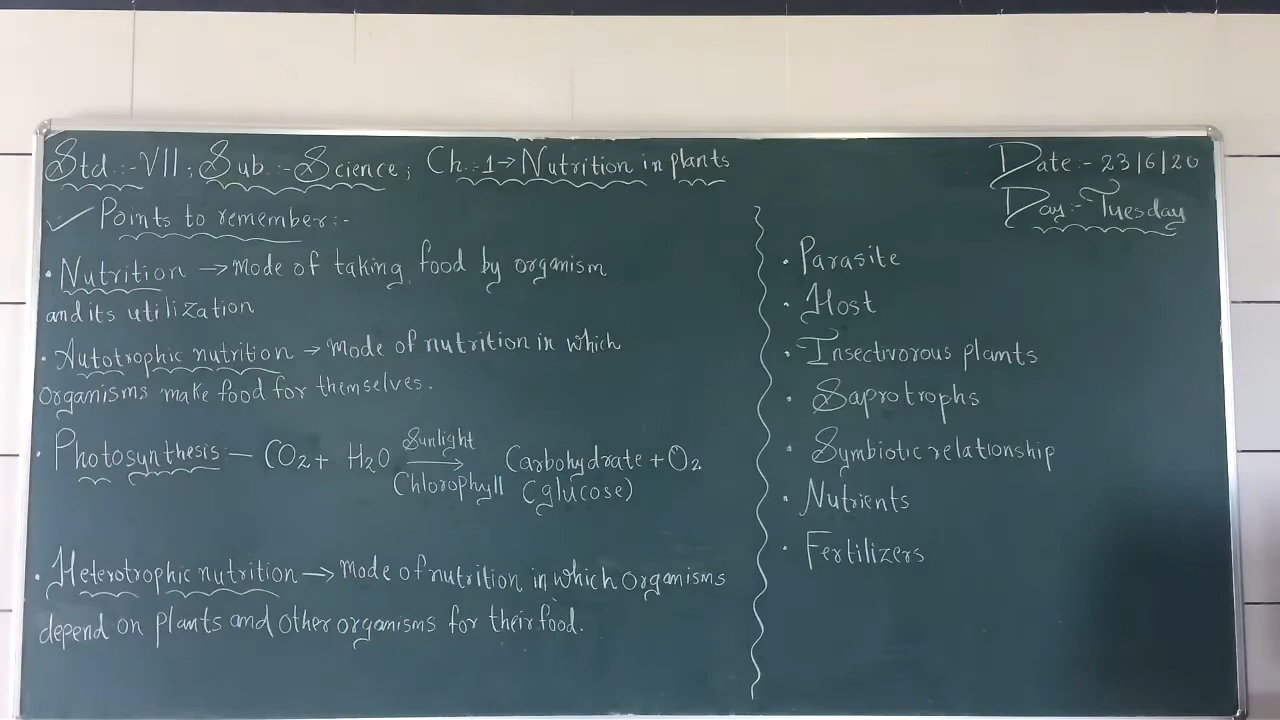 Std.:-VII; Sub.:-Science; Ch.:-1→Nutrition in plants
Date:-23/6/20
Day:-Tuesday
✓ Points to remember:-
• Nutrition → Mode of taking food by organism
and its utilization
• Autotrophic nutrition → Mode of nutrition in which
organisms make food for themselves.
• Photosynthesis:— CO2 + H2O Sunlight → Chlorophyll Carbohydrate + O2
(glucose)
• Heterotrophic nutrition → Mode of nutrition in which organisms
depend on plants and other organisms for their food.
• Parasite
• Host
• Insectivorous plants
• Saprotrophs
• Symbiotic relationship
• Nutrients
• Fertilizers